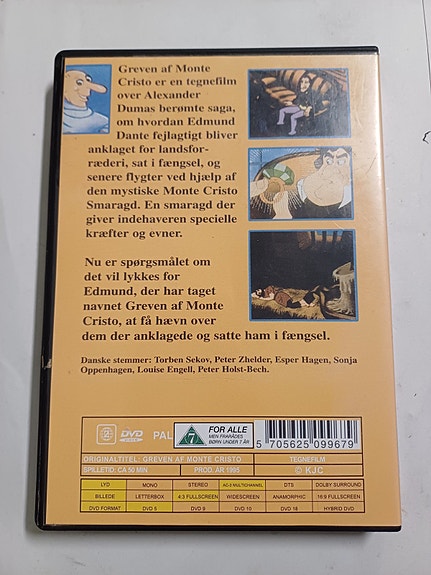 Greven af Monte
Cristo er en tegnefilm
over Alexander
Dumas berømte saga,
om hvordan Edmund
Dante fejlagtigt bliver
anklaget for landsfor-
ræderi, sat i fængsel, og
senere flygter ved hjælp af
den mystiske Monte Cristo
Smaragd. En smaragd der
giver indehaveren specielle
kræfter og evner.
Nu er spørgsmålet om
det vil lykkes for
Edmund, der har taget
navnet Greven af Monte
Cristo, at få hævn over
dem der anklagede og satte ham i fængsel.
Danske stemmer: Torben Sekov, Peter Zhelder, Esper Hagen, Sonja
Oppenhagen, Louise Engell, Peter Holst-Bech.
2 DVD PAL 7 FOR ALLE
MEN FRARÅDES
BØRN UNDER 7 ÅR
5 705625 099679
ORIGINALTITEL: GREVEN AF MONTE CRISTO TEGNEFILM
SPILLETID: CA 50 MIN PROD. ÅR 1995 © KJC
LYD MONO STEREO AC-3 MULTICHANNEL DTS DOLBY SURROUND
BILLEDE LETTERBOX 4:3 FULLSCREEN WIDESCREEN ANAMORPHIC 16:9 FULLSCREEN
DVD FORMAT DVD 5 DVD 9 DVD 10 DVD 18 HYBRID DVD